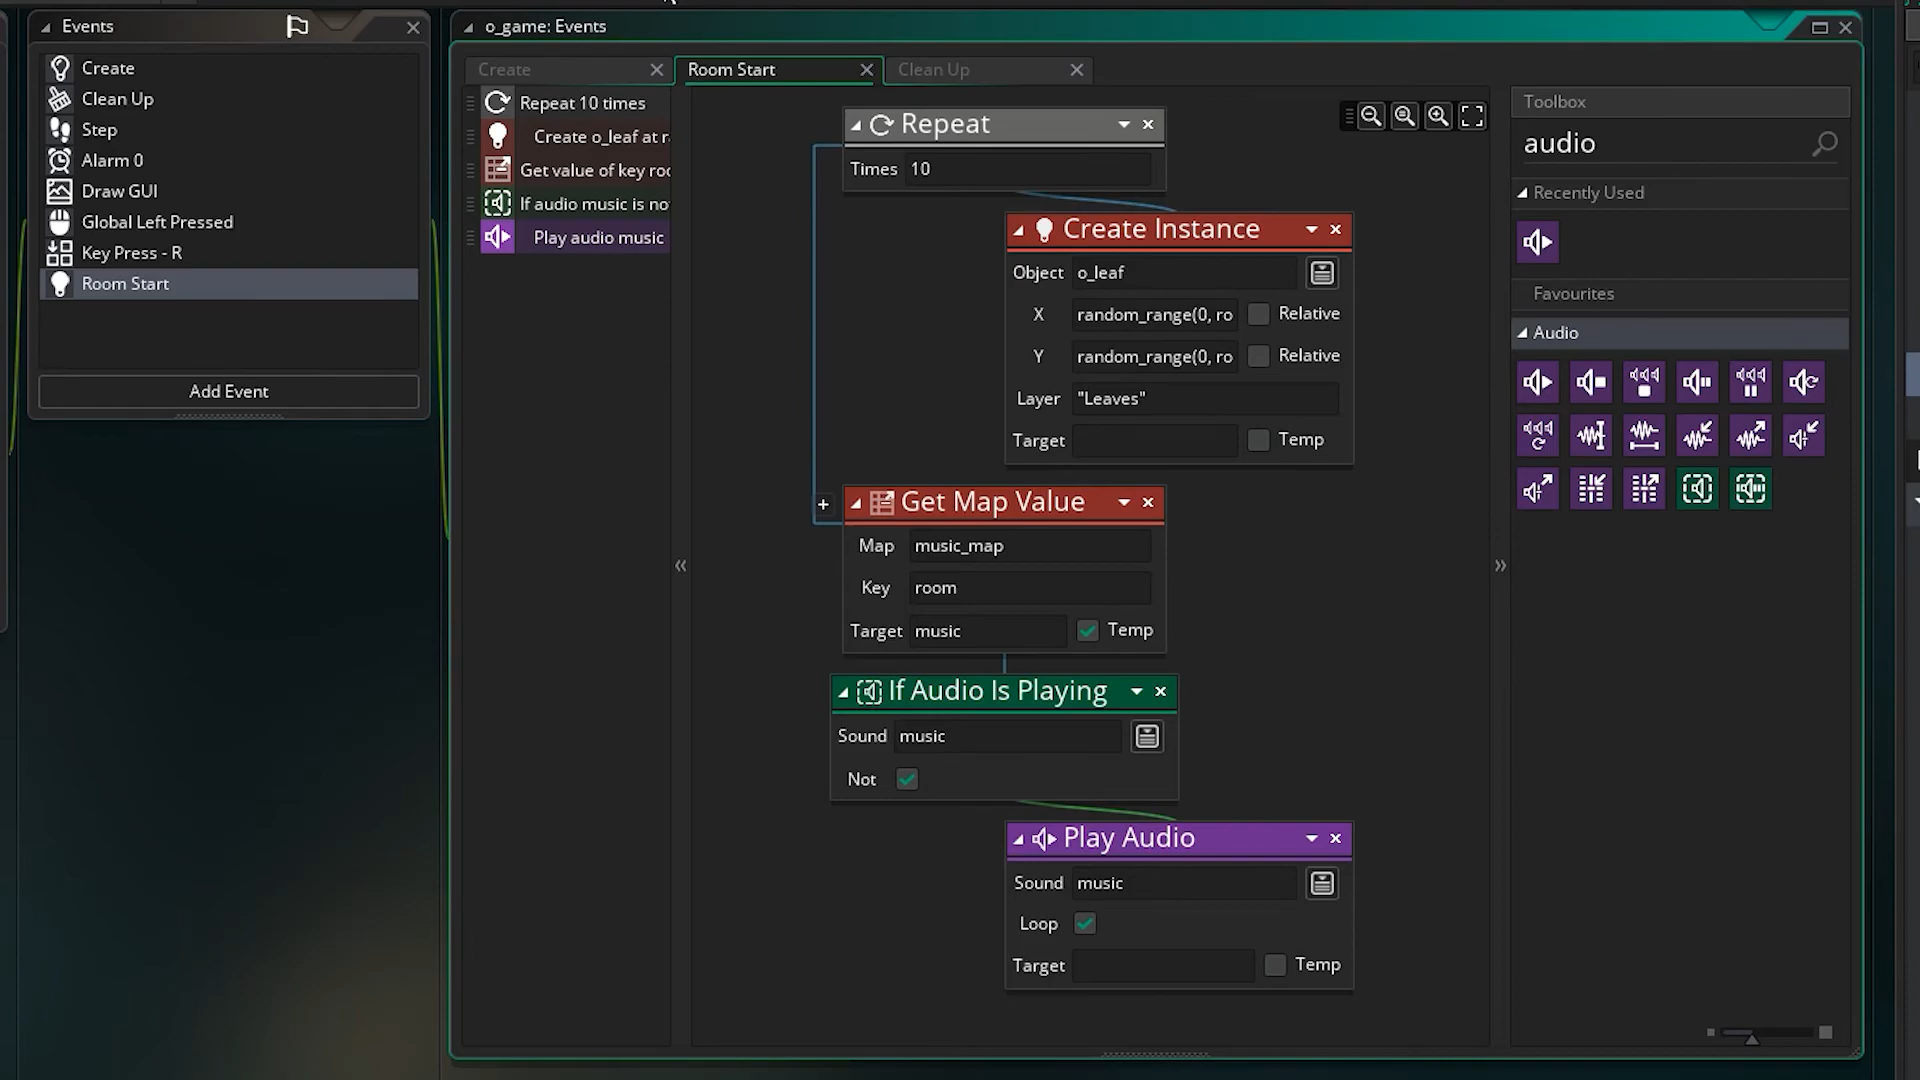 Events
Create
Clean Up
Step
Alarm 0
Draw GUI
Global Left Pressed
Key Press - R
Room Start
Add Event
o_game: Events
Create
Room Start
Clean Up
Repeat 10 times
Create o_leaf at r
Get value of key roo
If audio music is no
Play audio music
Repeat
Times 10
Create Instance
Object o_leaf
X random_range(0, ro Relative
Y random_range(0, ro Relative
Layer "Leaves"
Target Temp
+
Get Map Value
Map music_map
Key room
Target music Temp
If Audio Is Playing
Sound music
Not
Play Audio
Sound music
Loop
Target Temp
Toolbox
audio
Recently Used
Favourites
Audio